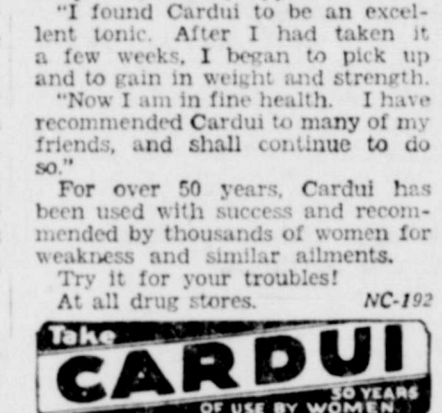 "I found Cardui to be an excel-
lent tonic. After I had taken it
a few weeks, I began to pick up
and to gain in weight and strength.
"Now I am in fine health. I have
recommended Cardui to many of my
friends, and shall continue to do
so."
For over 50 years, Cardui has
been used with success and recom-
mended by thousands of women for
weakness and similar ailments.
Try it for your troubles!
At all drug stores. NC-192
Take
CARDUI
50 YEARS
OF USE BY WOMEN